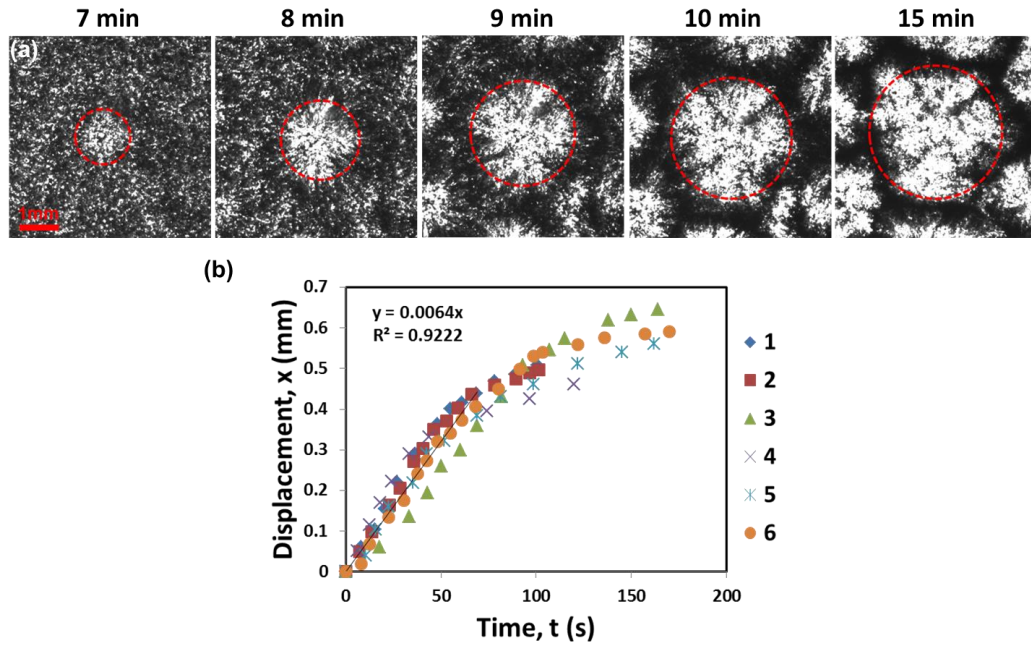 7 min 8 min 9 min 10 min 15 min
(a)
1mm
(b)
y = 0.0064x
R² = 0.9222
Displacement, x (mm)
0.7
0.6
0.5
0.4
0.3
0.2
0.1
0
0 50 100 150 200
Time, t (s)
1
2
3
4
5
6